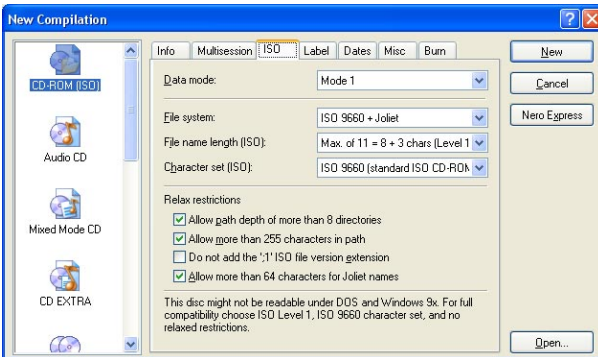 New Compilation
CD-ROM (ISO)
Audio CD
Mixed Mode CD
CD EXTRA
Info Multisession ISO Label Dates Misc Burn
Data mode: Mode 1
File system: ISO 9660 + Joliet
File name length (ISO): Max. of 11 = 8 + 3 chars (Level 1
Character set (ISO): ISO 9660 (standard ISO CD-ROM
Relax restrictions
Allow path depth of more than 8 directories
Allow more than 255 characters in path
Do not add the ';1' ISO file version extension
Allow more than 64 characters for Joliet names
This disc might not be readable under DOS and Windows 9x. For full
compatibility choose ISO Level 1, ISO 9660 character set, and no
relaxed restrictions.
New
Cancel
Nero Express
Open...